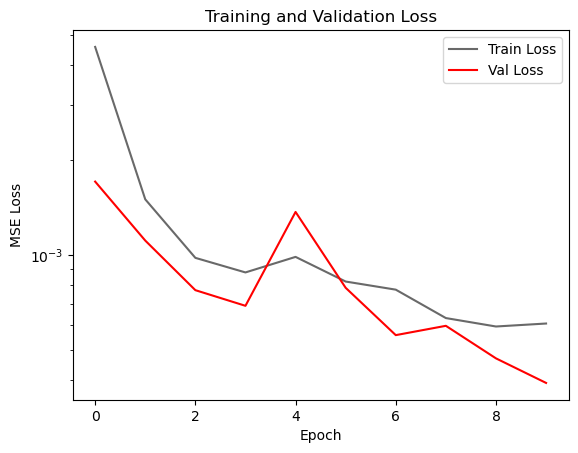 Training and Validation Loss
Train Loss
Val Loss
MSE Loss
10⁻³
0
2
4
6
8
Epoch